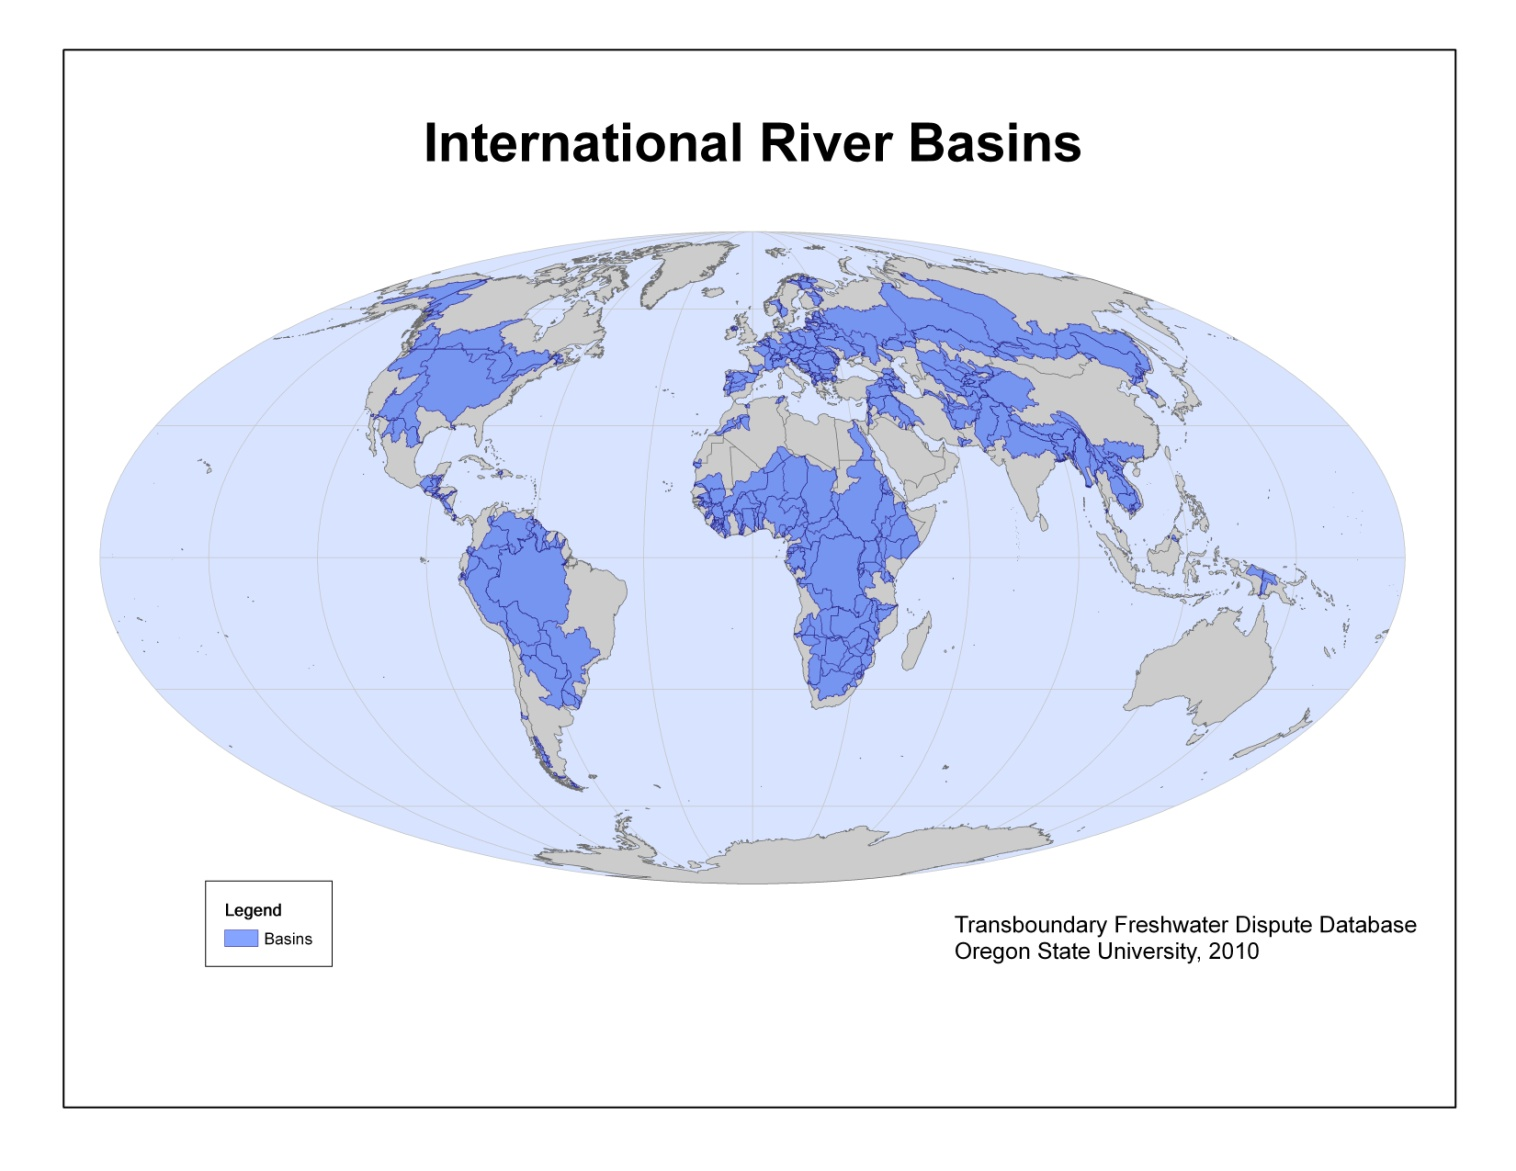 International River Basins
Legend
Basins
Transboundary Freshwater Dispute Database
Oregon State University, 2010